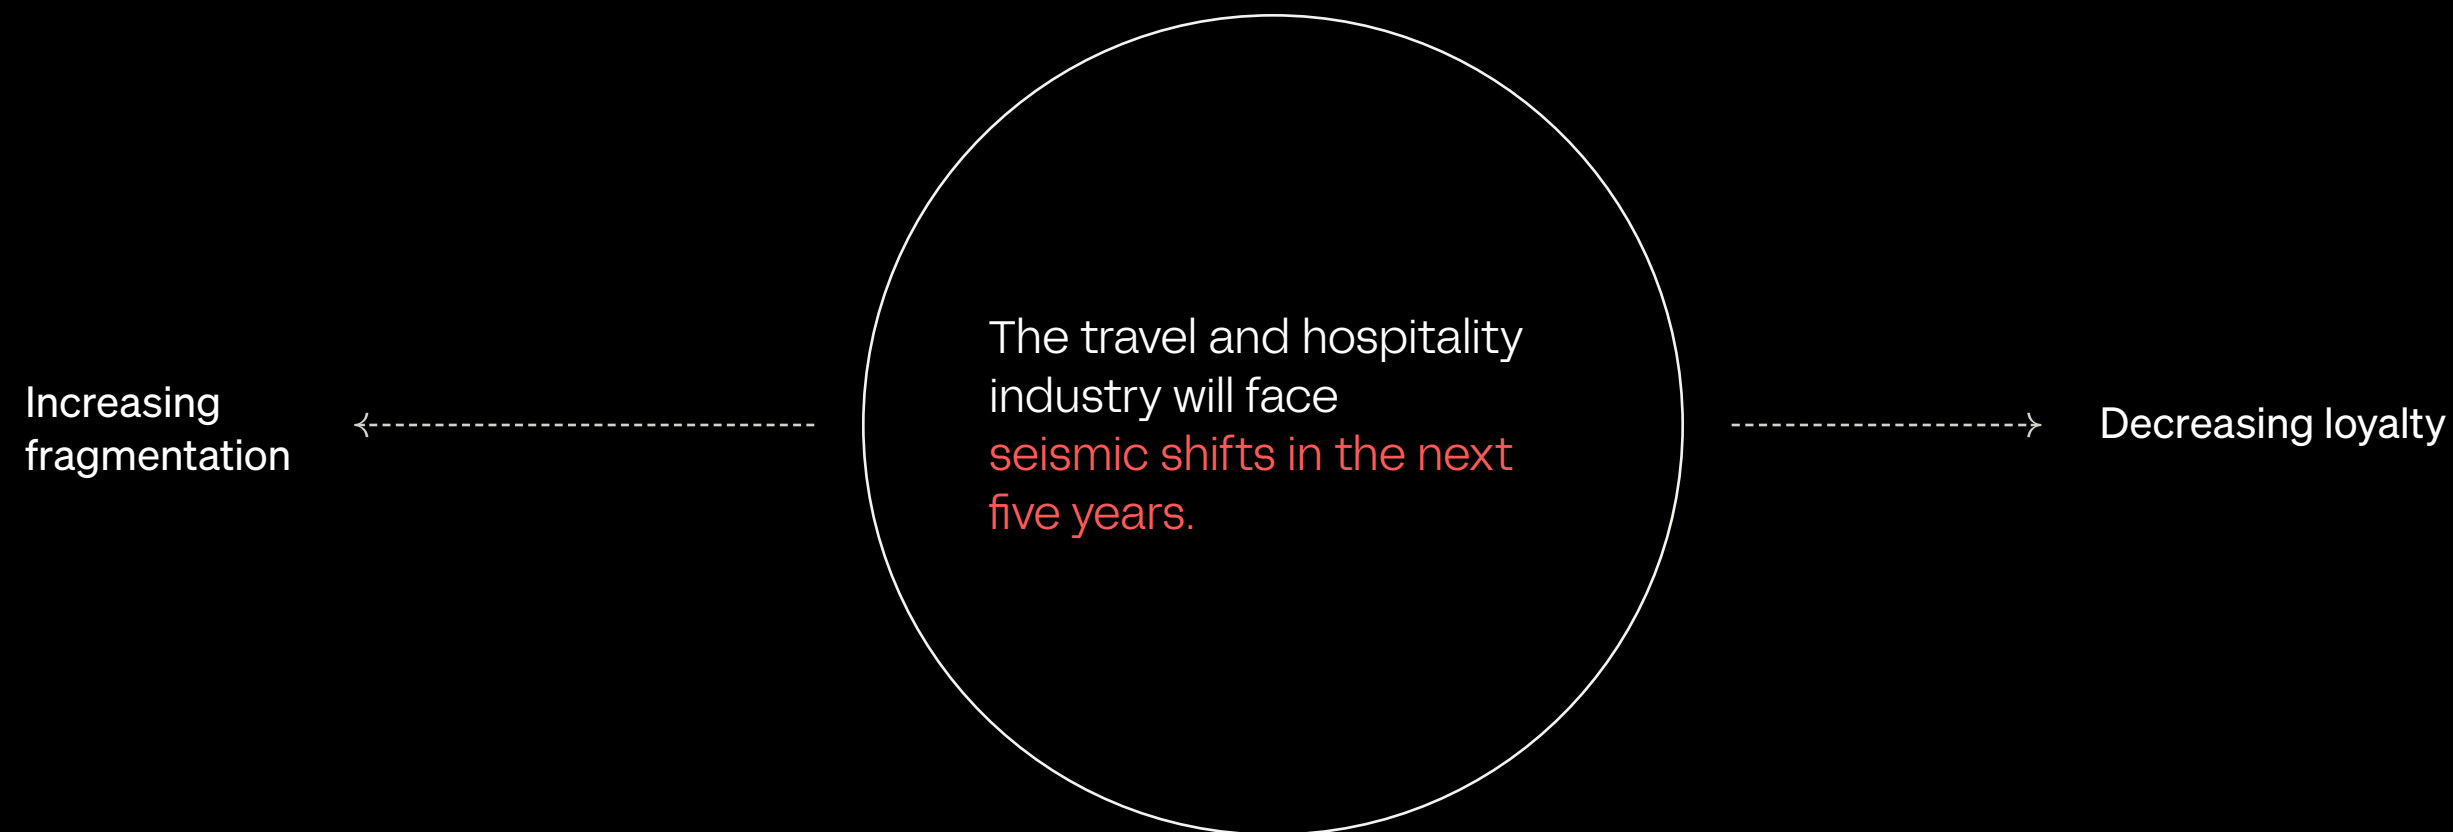 Increasing
fragmentation
The travel and hospitality
industry will face
seismic shifts in the next
five years.
Decreasing loyalty